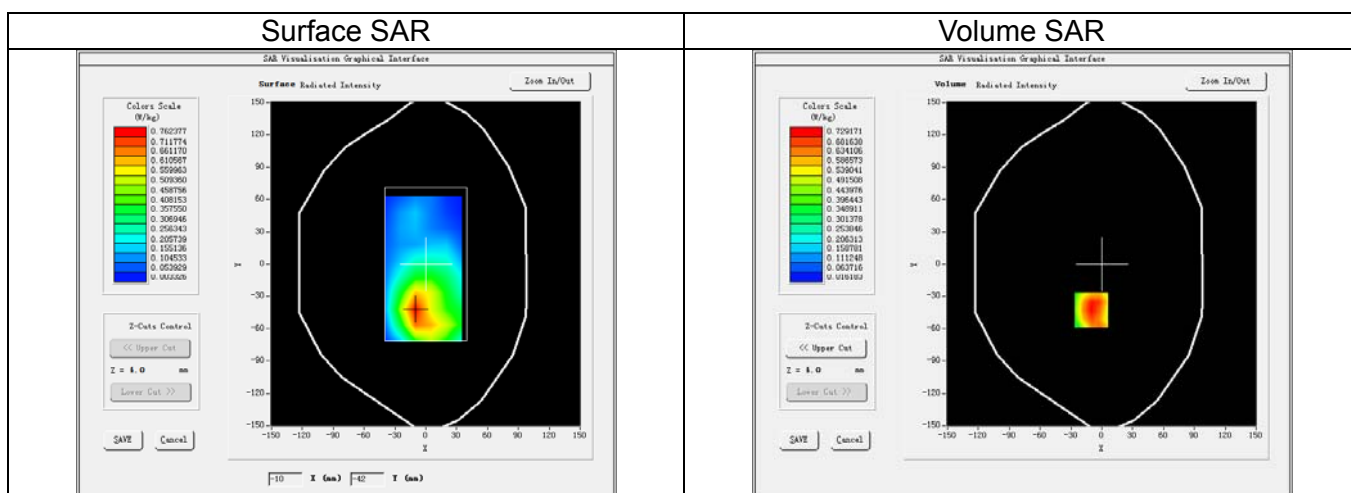 Surface SAR
Volume SAR
SAR Visualisation Graphical Interface
Surface Radiated Intensity
Zoom In/Out
Colors Scale
(W/kg)
0.762377
0.711774
0.661170
0.610567
0.559963
0.509360
0.458756
0.408153
0.357550
0.306946
0.256343
0.205739
0.155136
0.104533
0.053929
0.003326
150
120
90
60
30
0
-30
-60
-90
-120
-150
Y
-150 -120 -90 -60 -30 0 30 60 90 120 150
X
Z-Cuts Control
<< Upper Cut
Z = 4.0 mm
Lower Cut >>
SAVE Cancel
-10 X (mm) -42 Y (mm)
SAR Visualisation Graphical Interface
Volume Radiated Intensity
Zoom In/Out
Colors Scale
(W/kg)
0.729171
0.681638
0.634106
0.586573
0.539041
0.491508
0.443976
0.396443
0.348911
0.301378
0.253846
0.206313
0.158781
0.111248
0.063716
0.016183
150
120
90
60
30
0
-30
-60
-90
-120
-150
Y
-150 -120 -90 -60 -30 0 30 60 90 120 150
X
Z-Cuts Control
<< Upper Cut
Z = 4.0 mm
Lower Cut >>
SAVE Cancel